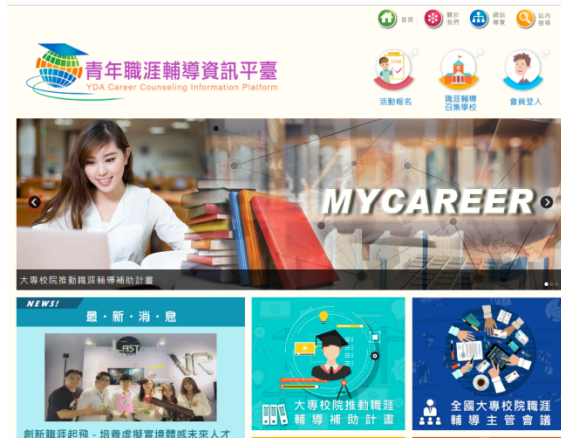 首頁
關於
我們
網站
導覽
站內
搜尋
青年職涯輔導資訊平臺
YDA Career Counseling Information Platform
活動報名
職涯輔導
召集學校
會員登入
MYCAREER
大專校院推動職涯輔導補助計畫
NEWS!
最・新・消・息
VR
大專校院推動職涯
輔導補助計畫
全國大專校院職涯
輔導主管會議
創新職涯起飛 - 培養虛擬實境體感未來人才